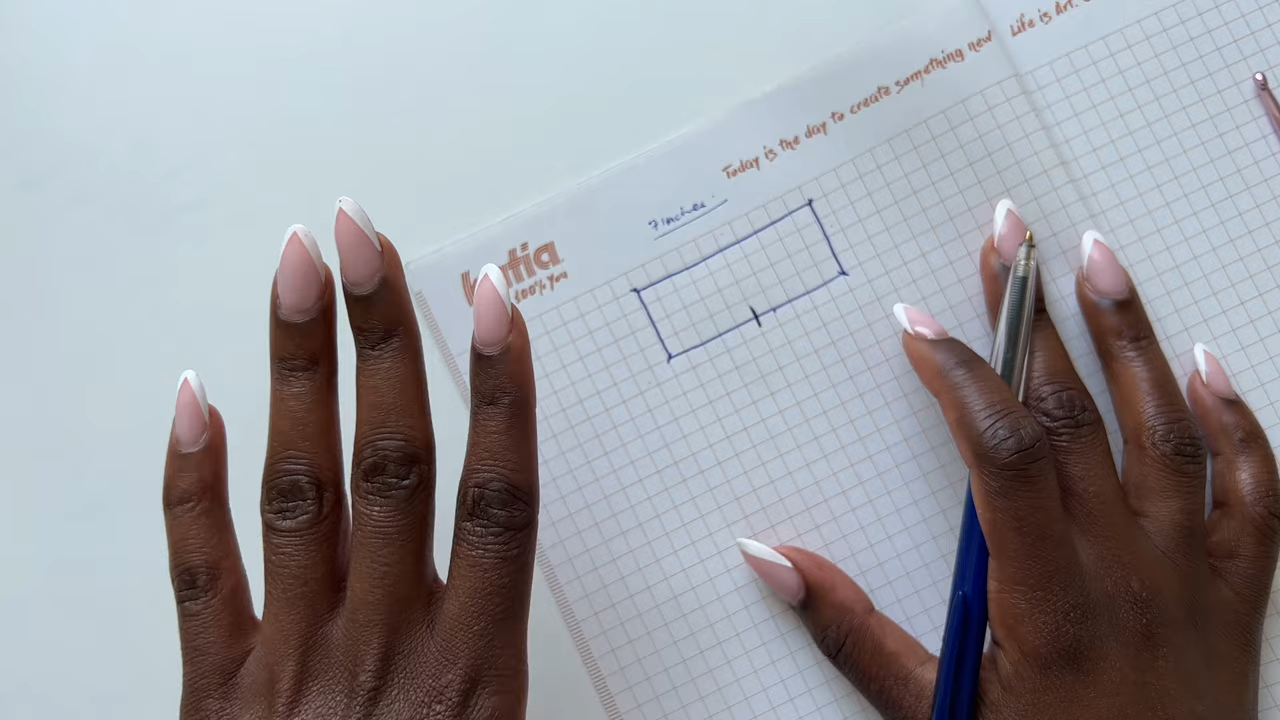 Today is the day to create something new
Life is Art.
7 Inches.
katia
100% You